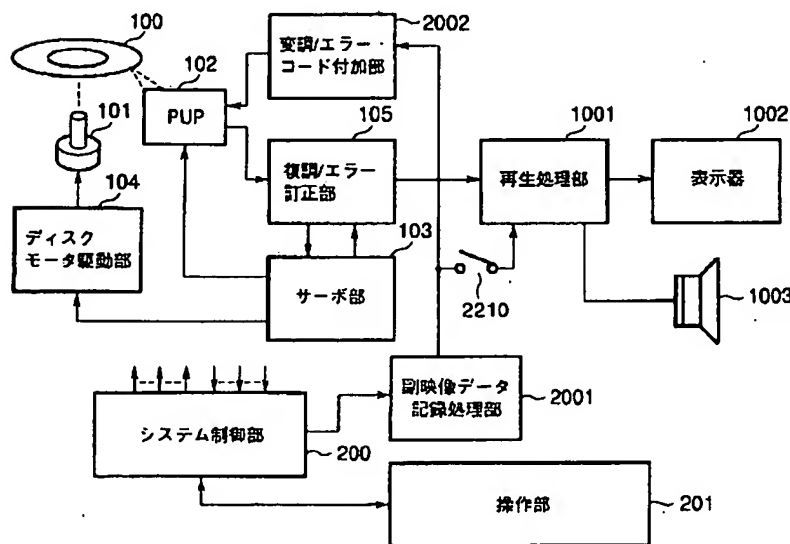 100
2002
変調/エラー・
コード付加部
102
PUP
101
105
復調/エラー
訂正部
1001
再生処理部
1002
表示器
104
ディスク
モータ駆動部
103
サーボ部
2210
1003
副映像データ
記録処理部
2001
システム制御部
200
操作部
201